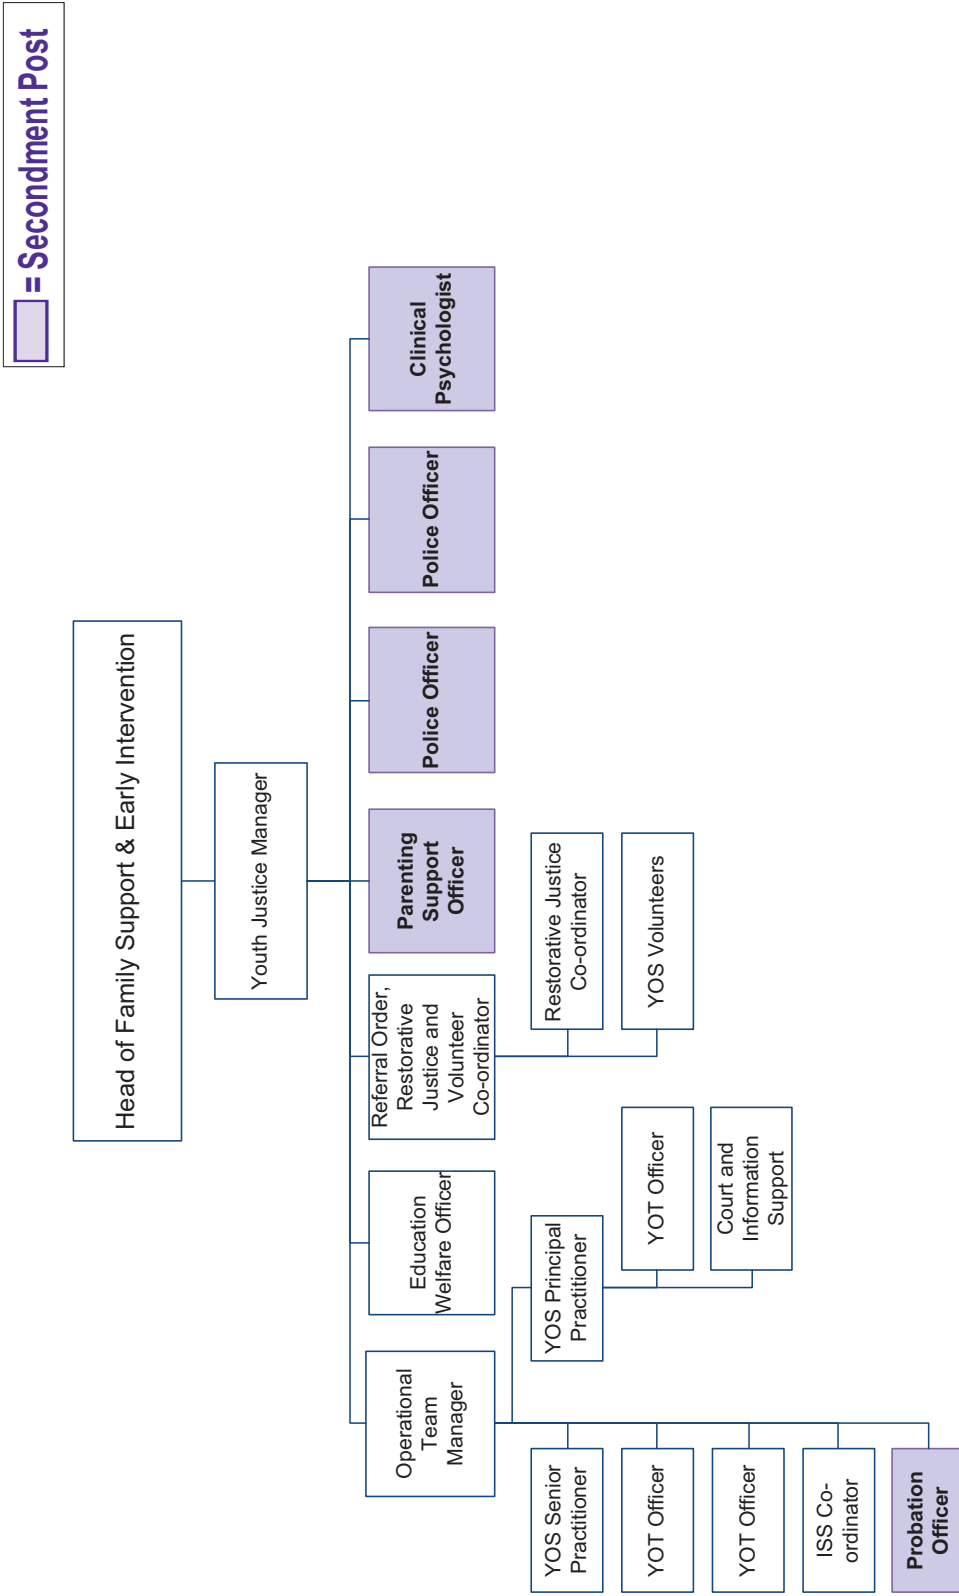 = Secondment Post
Head of Family Support & Early Intervention
Youth Justice Manager
Operational
Team
Manager
Education
Welfare Officer
Referral Order,
Restorative
Justice and
Volunteer
Co-ordinator
Parenting
Support
Officer
Police Officer
Police Officer
Clinical
Psychologist
YOS Senior
Practitioner
YOT Officer
YOT Officer
ISS Co-
ordinator
Probation
Officer
YOS Principal
Practitioner
YOT Officer
Court and
Information
Support
Restorative Justice
Co-ordinator
YOS Volunteers